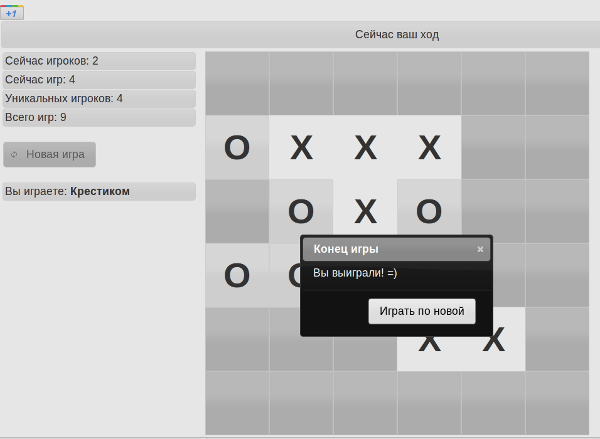 +1
Сейчас ваш ход
Сейчас игроков: 2
Сейчас игр: 4
Уникальных игроков: 4
Всего игр: 9
Новая игра
Вы играете: Крестиком
O X X X
O X O
O
Конец игры
Вы выиграли! =)
Играть по новой
X X